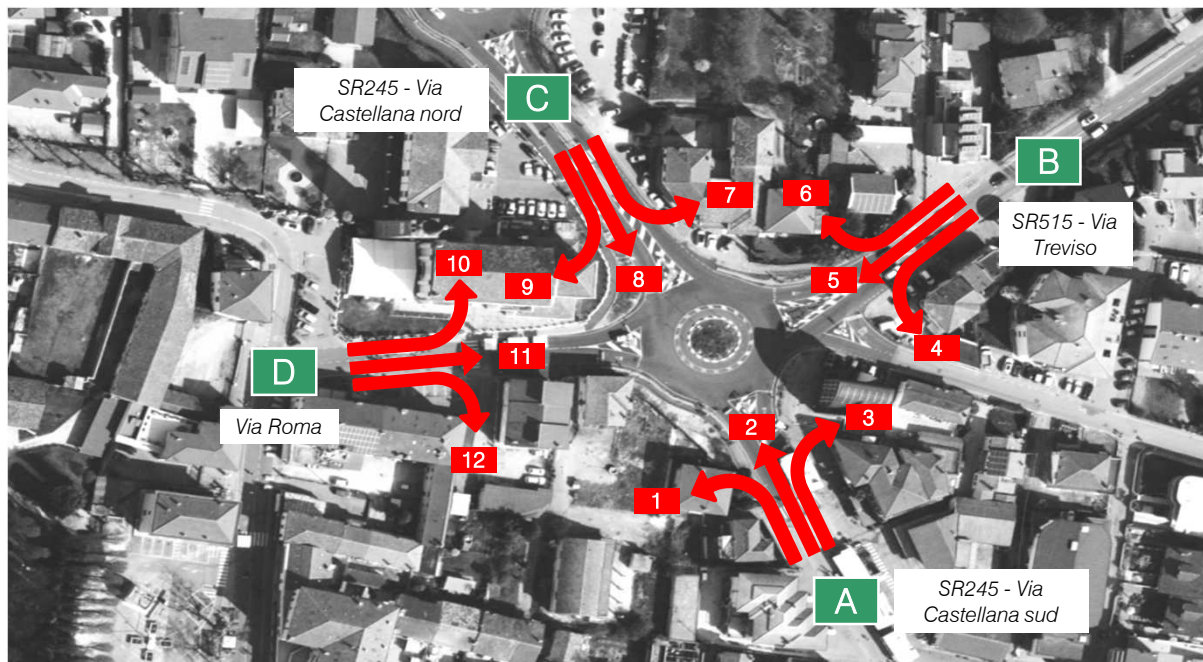 SR245 - Via
Castellana nord
C
B
SR515 - Via
Treviso
7
6
10
9
8
5
4
11
D
Via Roma
12
2
3
1
A
SR245 - Via
Castellana sud